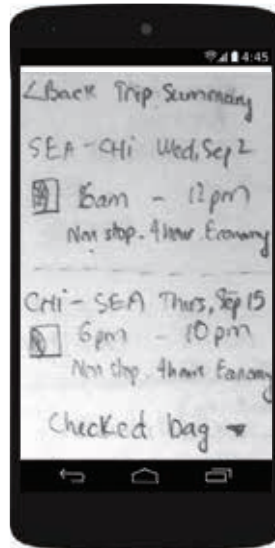 4:45
<Back Trip Summary
SEA - CHi Wed, Sep 2
8am - 12pm
Non stop. 4 hour. Economy
CHi - SEA Thurs, Sep 15
6pm - 10pm
Non stop. 4 hour Economy
Checked bag